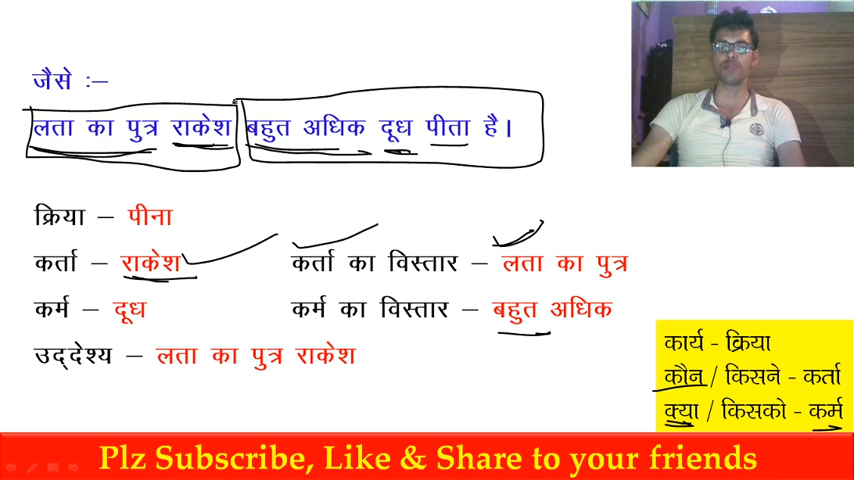 जैसे :–
लता का पुत्र राकेश बहुत अधिक दूध पीता है।
क्रिया – पीना
कर्ता – राकेश कर्ता का विस्तार – लता का पुत्र
कर्म – दूध कर्म का विस्तार – बहुत अधिक
उद्देश्य – लता का पुत्र राकेश
कार्य - क्रिया
कौन / किसने - कर्ता
क्या / किसको - कर्म
Plz Subscribe, Like & Share to your friends